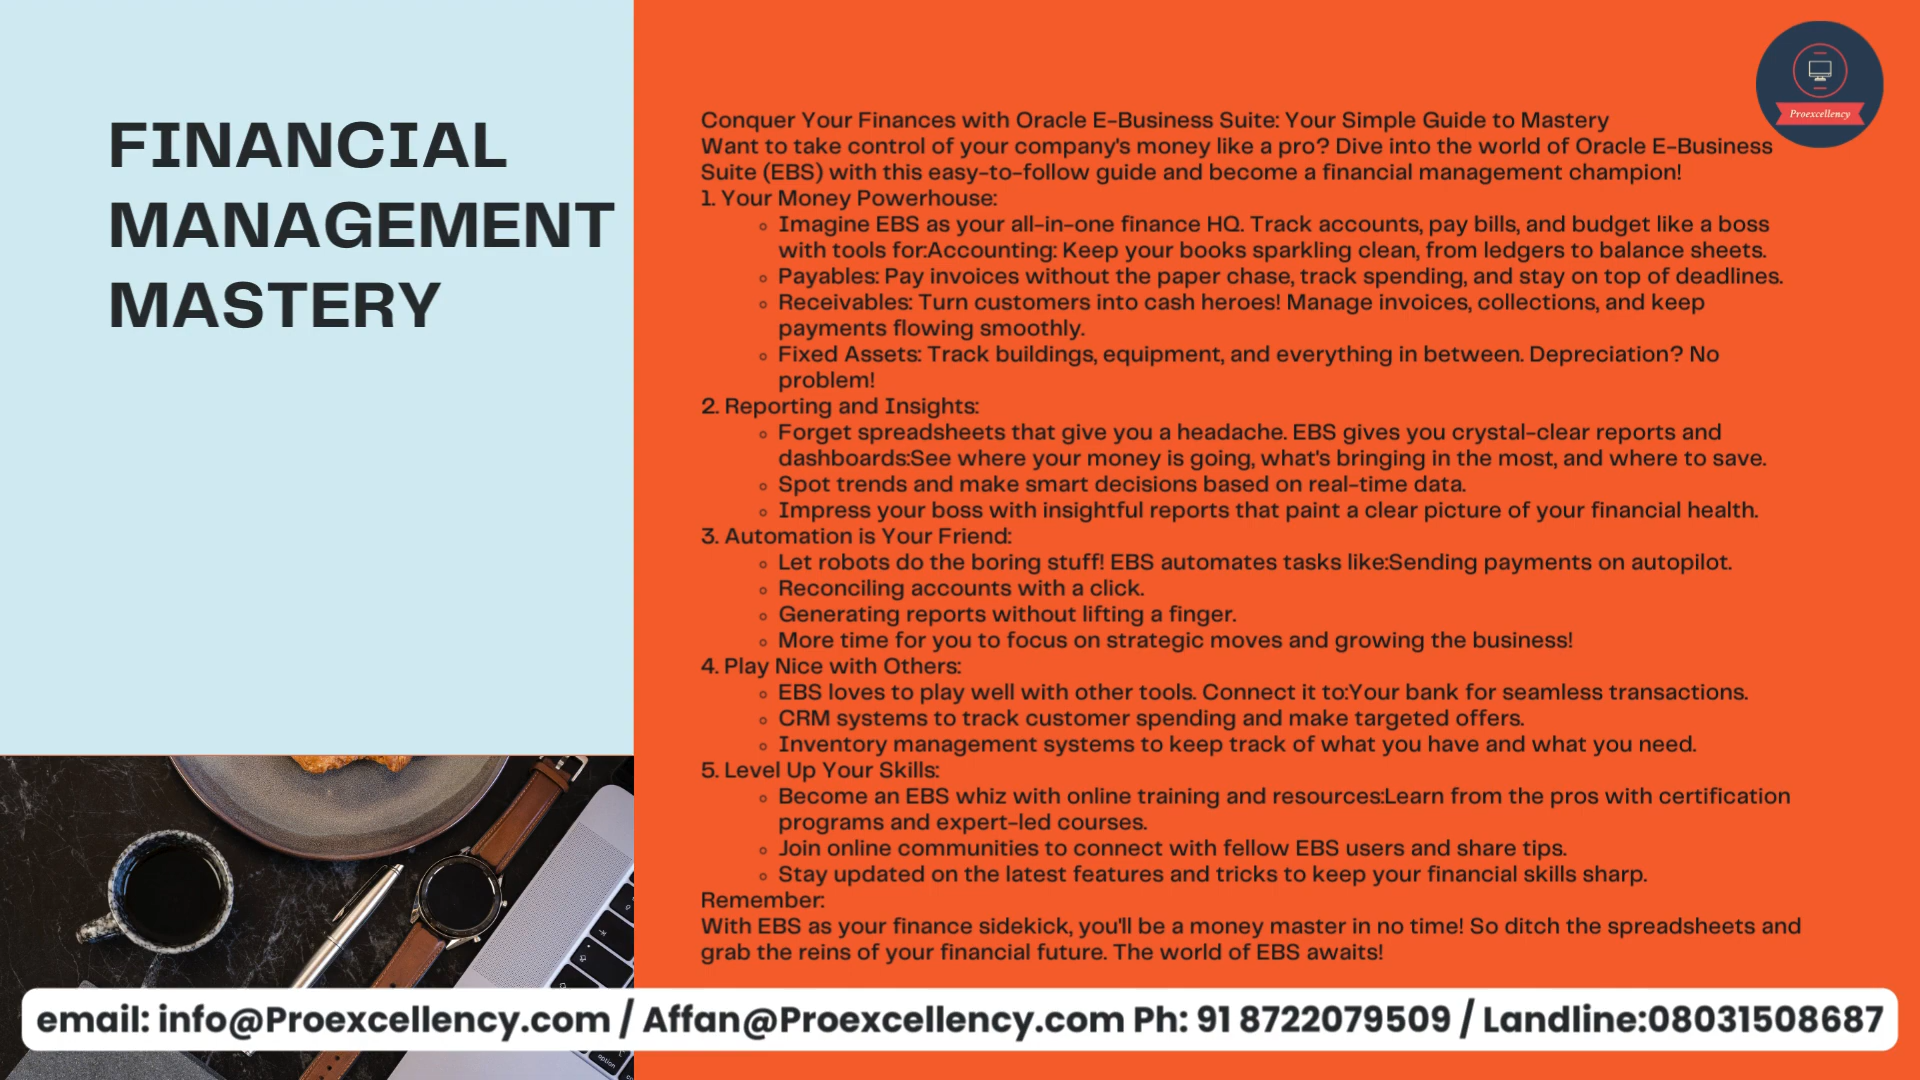 FINANCIAL
MANAGEMENT
MASTERY
Proexcellency
Conquer Your Finances with Oracle E-Business Suite: Your Simple Guide to Mastery
Want to take control of your company's money like a pro? Dive into the world of Oracle E-Business
Suite (EBS) with this easy-to-follow guide and become a financial management champion!
1. Your Money Powerhouse:
◦ Imagine EBS as your all-in-one finance HQ. Track accounts, pay bills, and budget like a boss
with tools for:Accounting: Keep your books sparkling clean, from ledgers to balance sheets.
◦ Payables: Pay invoices without the paper chase, track spending, and stay on top of deadlines.
◦ Receivables: Turn customers into cash heroes! Manage invoices, collections, and keep
payments flowing smoothly.
◦ Fixed Assets: Track buildings, equipment, and everything in between. Depreciation? No
problem!
2. Reporting and Insights:
◦ Forget spreadsheets that give you a headache. EBS gives you crystal-clear reports and
dashboards:See where your money is going, what's bringing in the most, and where to save.
◦ Spot trends and make smart decisions based on real-time data.
◦ Impress your boss with insightful reports that paint a clear picture of your financial health.
3. Automation is Your Friend:
◦ Let robots do the boring stuff! EBS automates tasks like:Sending payments on autopilot.
◦ Reconciling accounts with a click.
◦ Generating reports without lifting a finger.
◦ More time for you to focus on strategic moves and growing the business!
4. Play Nice with Others:
◦ EBS loves to play well with other tools. Connect it to:Your bank for seamless transactions.
◦ CRM systems to track customer spending and make targeted offers.
◦ Inventory management systems to keep track of what you have and what you need.
5. Level Up Your Skills:
◦ Become an EBS whiz with online training and resources:Learn from the pros with certification
programs and expert-led courses.
◦ Join online communities to connect with fellow EBS users and share tips.
◦ Stay updated on the latest features and tricks to keep your financial skills sharp.
Remember:
With EBS as your finance sidekick, you'll be a money master in no time! So ditch the spreadsheets and
grab the reins of your financial future. The world of EBS awaits!
email: info@Proexcellency.com / Affan@Proexcellency.com Ph: 91 8722079509 / Landline:08031508687
option